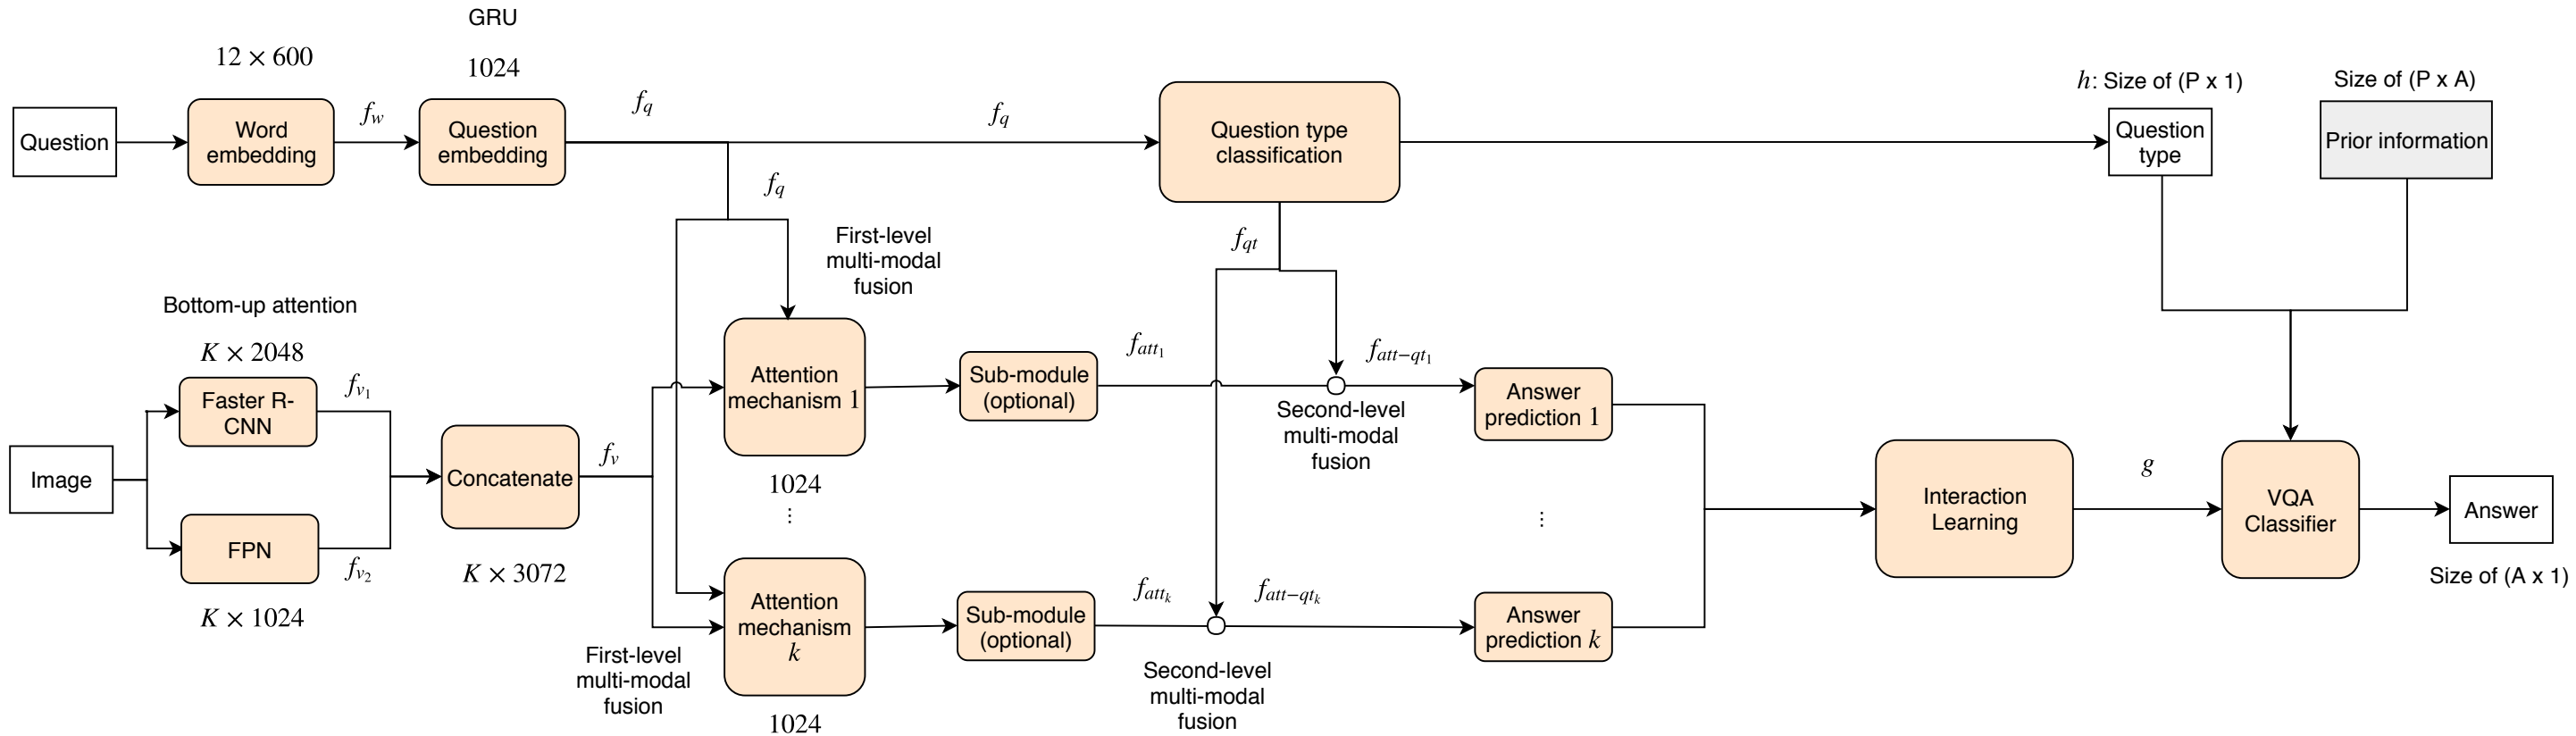 GRU
12 × 600
1024
f_q
f_q
h: Size of (P x 1)
Size of (P x A)
Question
Word
embedding
f_w
Question
embedding
Question type
classification
Question
type
Prior information
f_q
f_qt
First-level
multi-modal
fusion
Bottom-up attention
K × 2048
Faster R-
CNN
f_v1
Image
FPN
f_v2
K × 1024
Concatenate
K × 3072
f_v
Attention
mechanism 1
1024
⋮
Sub-module
(optional)
f_att1
f_att−qt1
Second-level
multi-modal
fusion
Answer
prediction 1
⋮
Attention
mechanism
k
1024
First-level
multi-modal
fusion
Sub-module
(optional)
f_attk
f_att−qtk
Second-level
multi-modal
fusion
Answer
prediction k
Interaction
Learning
g
VQA
Classifier
Answer
Size of (A x 1)